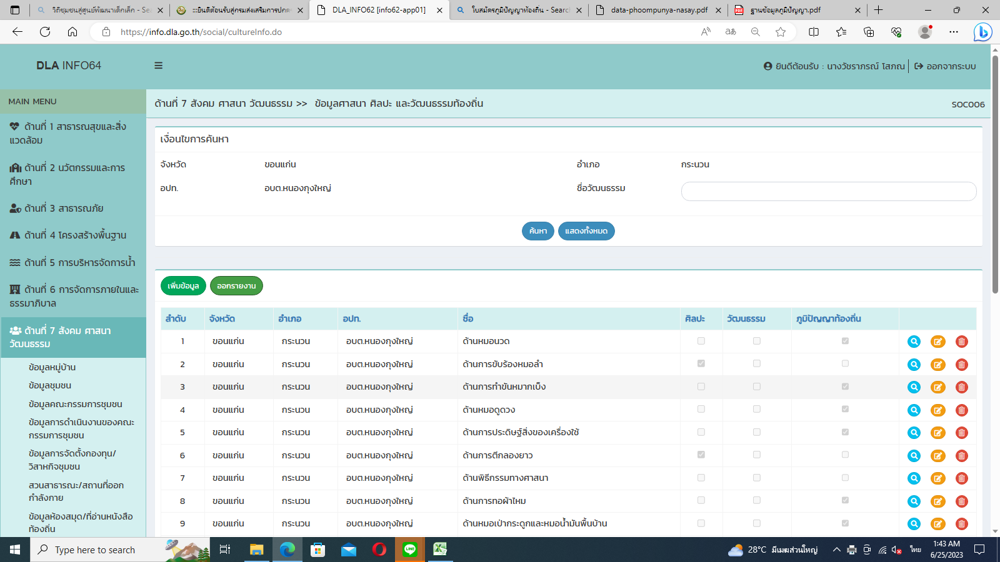 วิถีชุมชนสู่ศูนย์พัฒนาเด็กเล็ก - Sea
:::ยินดีต้อนรับสู่กรมส่งเสริมการปกค
DLA_INFO62 [info62-app01]
ใบสมัครภูมิปัญญาท้องถิ่น - Search
data-phoompunya-nasay.pdf
ฐานข้อมูลภูมิปัญญา.pdf
https://info.dla.go.th/social/cultureInfo.do
DLA INFO64
ยินดีต้อนรับ : นางวัชราภรณ์ โสภณ
ออกจากระบบ
MAIN MENU
ด้านที่ 7 สังคม ศาสนา วัฒนธรรม >> ข้อมูลศาสนา ศิลปะ และวัฒนธรรมท้องถิ่น
SOC006
ด้านที่ 1 สาธารณสุขและสิ่ง
แวดล้อม
ด้านที่ 2 นวัตกรรมและการ
ศึกษา
ด้านที่ 3 สาธารณภัย
ด้านที่ 4 โครงสร้างพื้นฐาน
ด้านที่ 5 การบริหารจัดการน้ำ
ด้านที่ 6 การจัดการภายในและ
ธรรมาภิบาล
ด้านที่ 7 สังคม ศาสนา
วัฒนธรรม
ข้อมูลหมู่บ้าน
ข้อมูลชุมชน
ข้อมูลคณะกรรมการชุมชน
ข้อมูลการดำเนินงานของคณะ
กรรมการชุมชน
ข้อมูลการจัดตั้งกองทุน/
วิสาหกิจชุมชน
สวนสาธารณะ/สถานที่ออก
กำลังกาย
ข้อมูลห้องสมุด/ที่อ่านหนังสือ
ท้องถิ่น
เงื่อนไขการค้นหา
จังหวัด ขอนแก่น อำเภอ กระนวน
อปท. อบต.หนองกุงใหญ่ ชื่อวัฒนธรรม
ค้นหา แสดงทั้งหมด
เพิ่มข้อมูล ออกรายงาน
ลำดับ จังหวัด อำเภอ อปท. ชื่อ ศิลปะ วัฒนธรรม ภูมิปัญญาท้องถิ่น
1 ขอนแก่น กระนวน อบต.หนองกุงใหญ่ ด้านหมอนวด
2 ขอนแก่น กระนวน อบต.หนองกุงใหญ่ ด้านการขับร้องหมอลำ
3 ขอนแก่น กระนวน อบต.หนองกุงใหญ่ ด้านการทำขันหมากเบ็ง
4 ขอนแก่น กระนวน อบต.หนองกุงใหญ่ ด้านหมอดูดวง
5 ขอนแก่น กระนวน อบต.หนองกุงใหญ่ ด้านการประดิษฐ์สิ่งของเครื่องใช้
6 ขอนแก่น กระนวน อบต.หนองกุงใหญ่ ด้านการตีกลองยาว
7 ขอนแก่น กระนวน อบต.หนองกุงใหญ่ ด้านพิธีกรรมทางศาสนา
8 ขอนแก่น กระนวน อบต.หนองกุงใหญ่ ด้านการทอผ้าไหม
9 ขอนแก่น กระนวน อบต.หนองกุงใหญ่ ด้านหมอเป่ากระดูกและหมอน้ำมันพื้นบ้าน
Type here to search
LINE
28°C มีเมฆส่วนใหญ่
ไทย
1:43 AM
6/25/2023